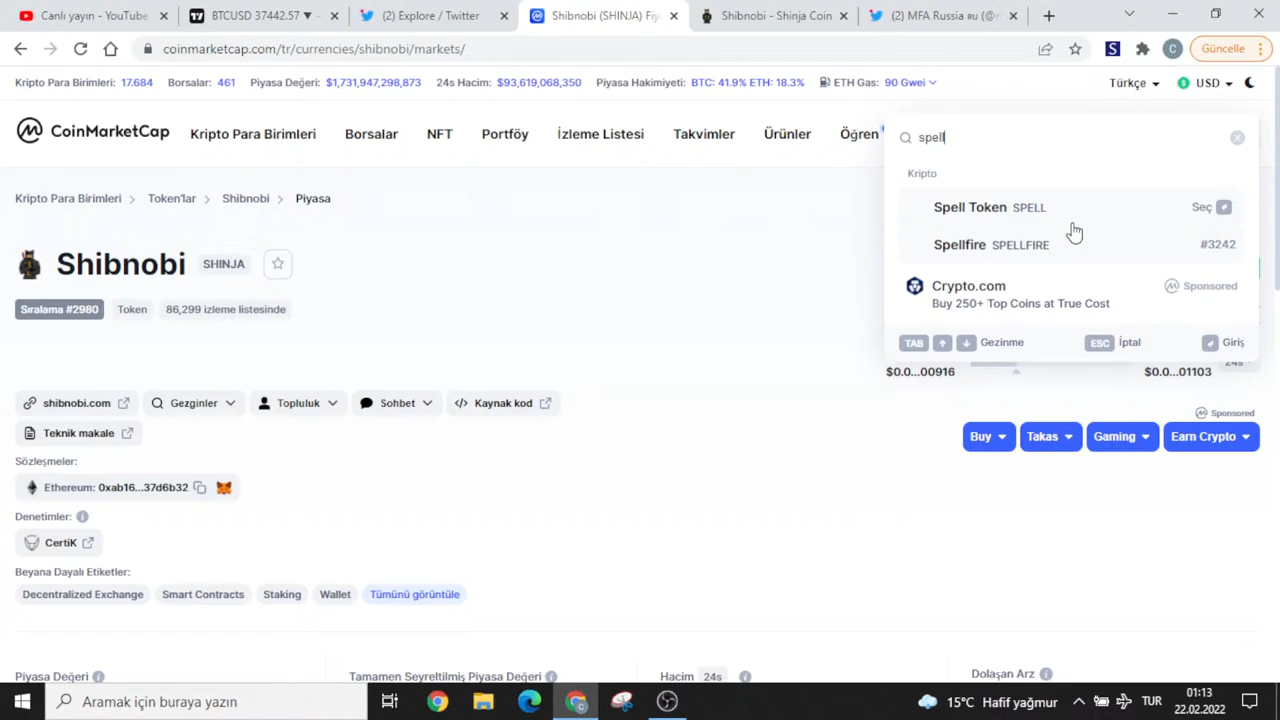 Canlı yayın - YouTube
BTCUSD 37442.57 ▼
(2) Explore / Twitter
Shibnobi (SHINJA) Fiy
Shibnobi - Shinja Coin
(2) MFA Russia
coinmarketcap.com/tr/currencies/shibnobi/markets/
S
C
Güncelle
Kripto Para Birimleri: 17.684 Borsalar: 461 Piyasa Değeri: $1,731,947,298,873 24s Hacim: $93,619,068,350 Piyasa Hakimiyeti: BTC: 41.9% ETH: 18.3% ETH Gas: 90 Gwei
Türkçe USD
CoinMarketCap Kripto Para Birimleri Borsalar NFT Portföy İzleme Listesi Takvimler Ürünler Öğren
spell
Kripto
Spell Token SPELL Seç
Spellfire SPELLFIRE #3242
Crypto.com Sponsored
Buy 250+ Top Coins at True Cost
TAB Gezinme ESC İptal Giriş
Kripto Para Birimleri > Token'lar > Shibnobi > Piyasa
Shibnobi SHINJA
Sıralama #2980 Token 86,299 izleme listesinde
$0.0...00916 $0.0...01103 24s
shibnobi.com Gezginler Topluluk Sohbet Kaynak kod
Teknik makale
Sponsored
Buy Takas Gaming Earn Crypto
Sözleşmeler:
Ethereum: 0xab16...37d6b32
Denetimler:
CertiK
Beyana Dayalı Etiketler:
Decentralized Exchange Smart Contracts Staking Wallet Tümünü görüntüle
Piyasa Değeri Tamamen Seyreltilmiş Piyasa Değeri Hacim 24s Dolaşan Arz
Aramak için buraya yazın
15°C Hafif yağmur
TUR
01:13
22.02.2022